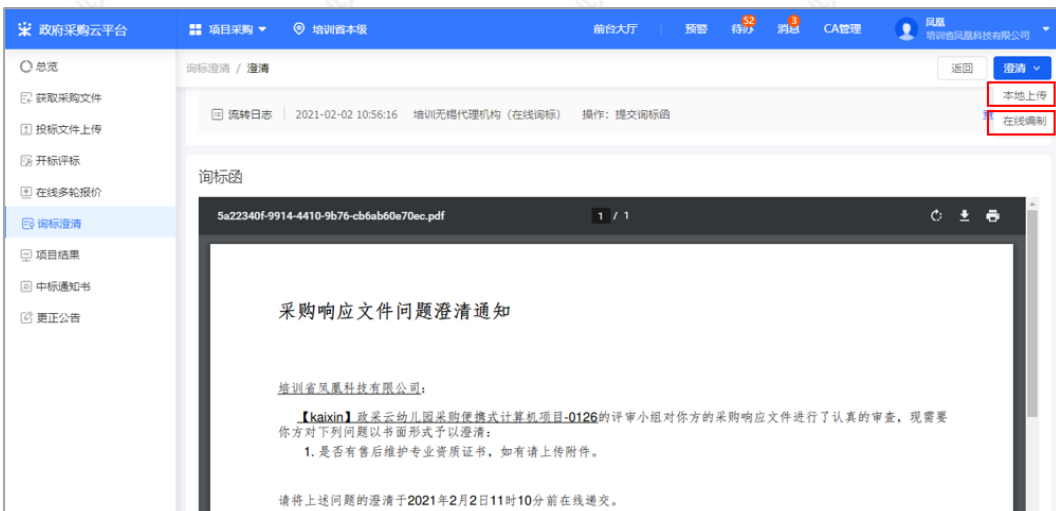 政府采购云平台
项目采购
培训省本级
前台大厅
预警
待办
52
消息
3
CA管理
凤凰
培训省凤凰科技有限公司
总览
获取采购文件
投标文件上传
开标评标
在线多轮报价
询标澄清
项目结果
中标通知书
更正公告
询标澄清 / 澄清
返回
澄清
本地上传
在线编制
流转日志 2021-02-02 10:56:16 培训无锡代理机构（在线询标） 操作：提交询标函
询标函
5a22340f-9914-4410-9b76-cb6ab60e70ec.pdf
1 / 1
采购响应文件问题澄清通知
培训省凤凰科技有限公司：
【kaixin】政采云幼儿园采购便携式计算机项目-0126的评审小组对你方的采购响应文件进行了认真的审查，现需要
你方对下列问题以书面形式予以澄清：
1. 是否有售后维护专业资质证书，如有请上传附件。
请将上述问题的澄清于2021年2月2日11时10分前在线递交。